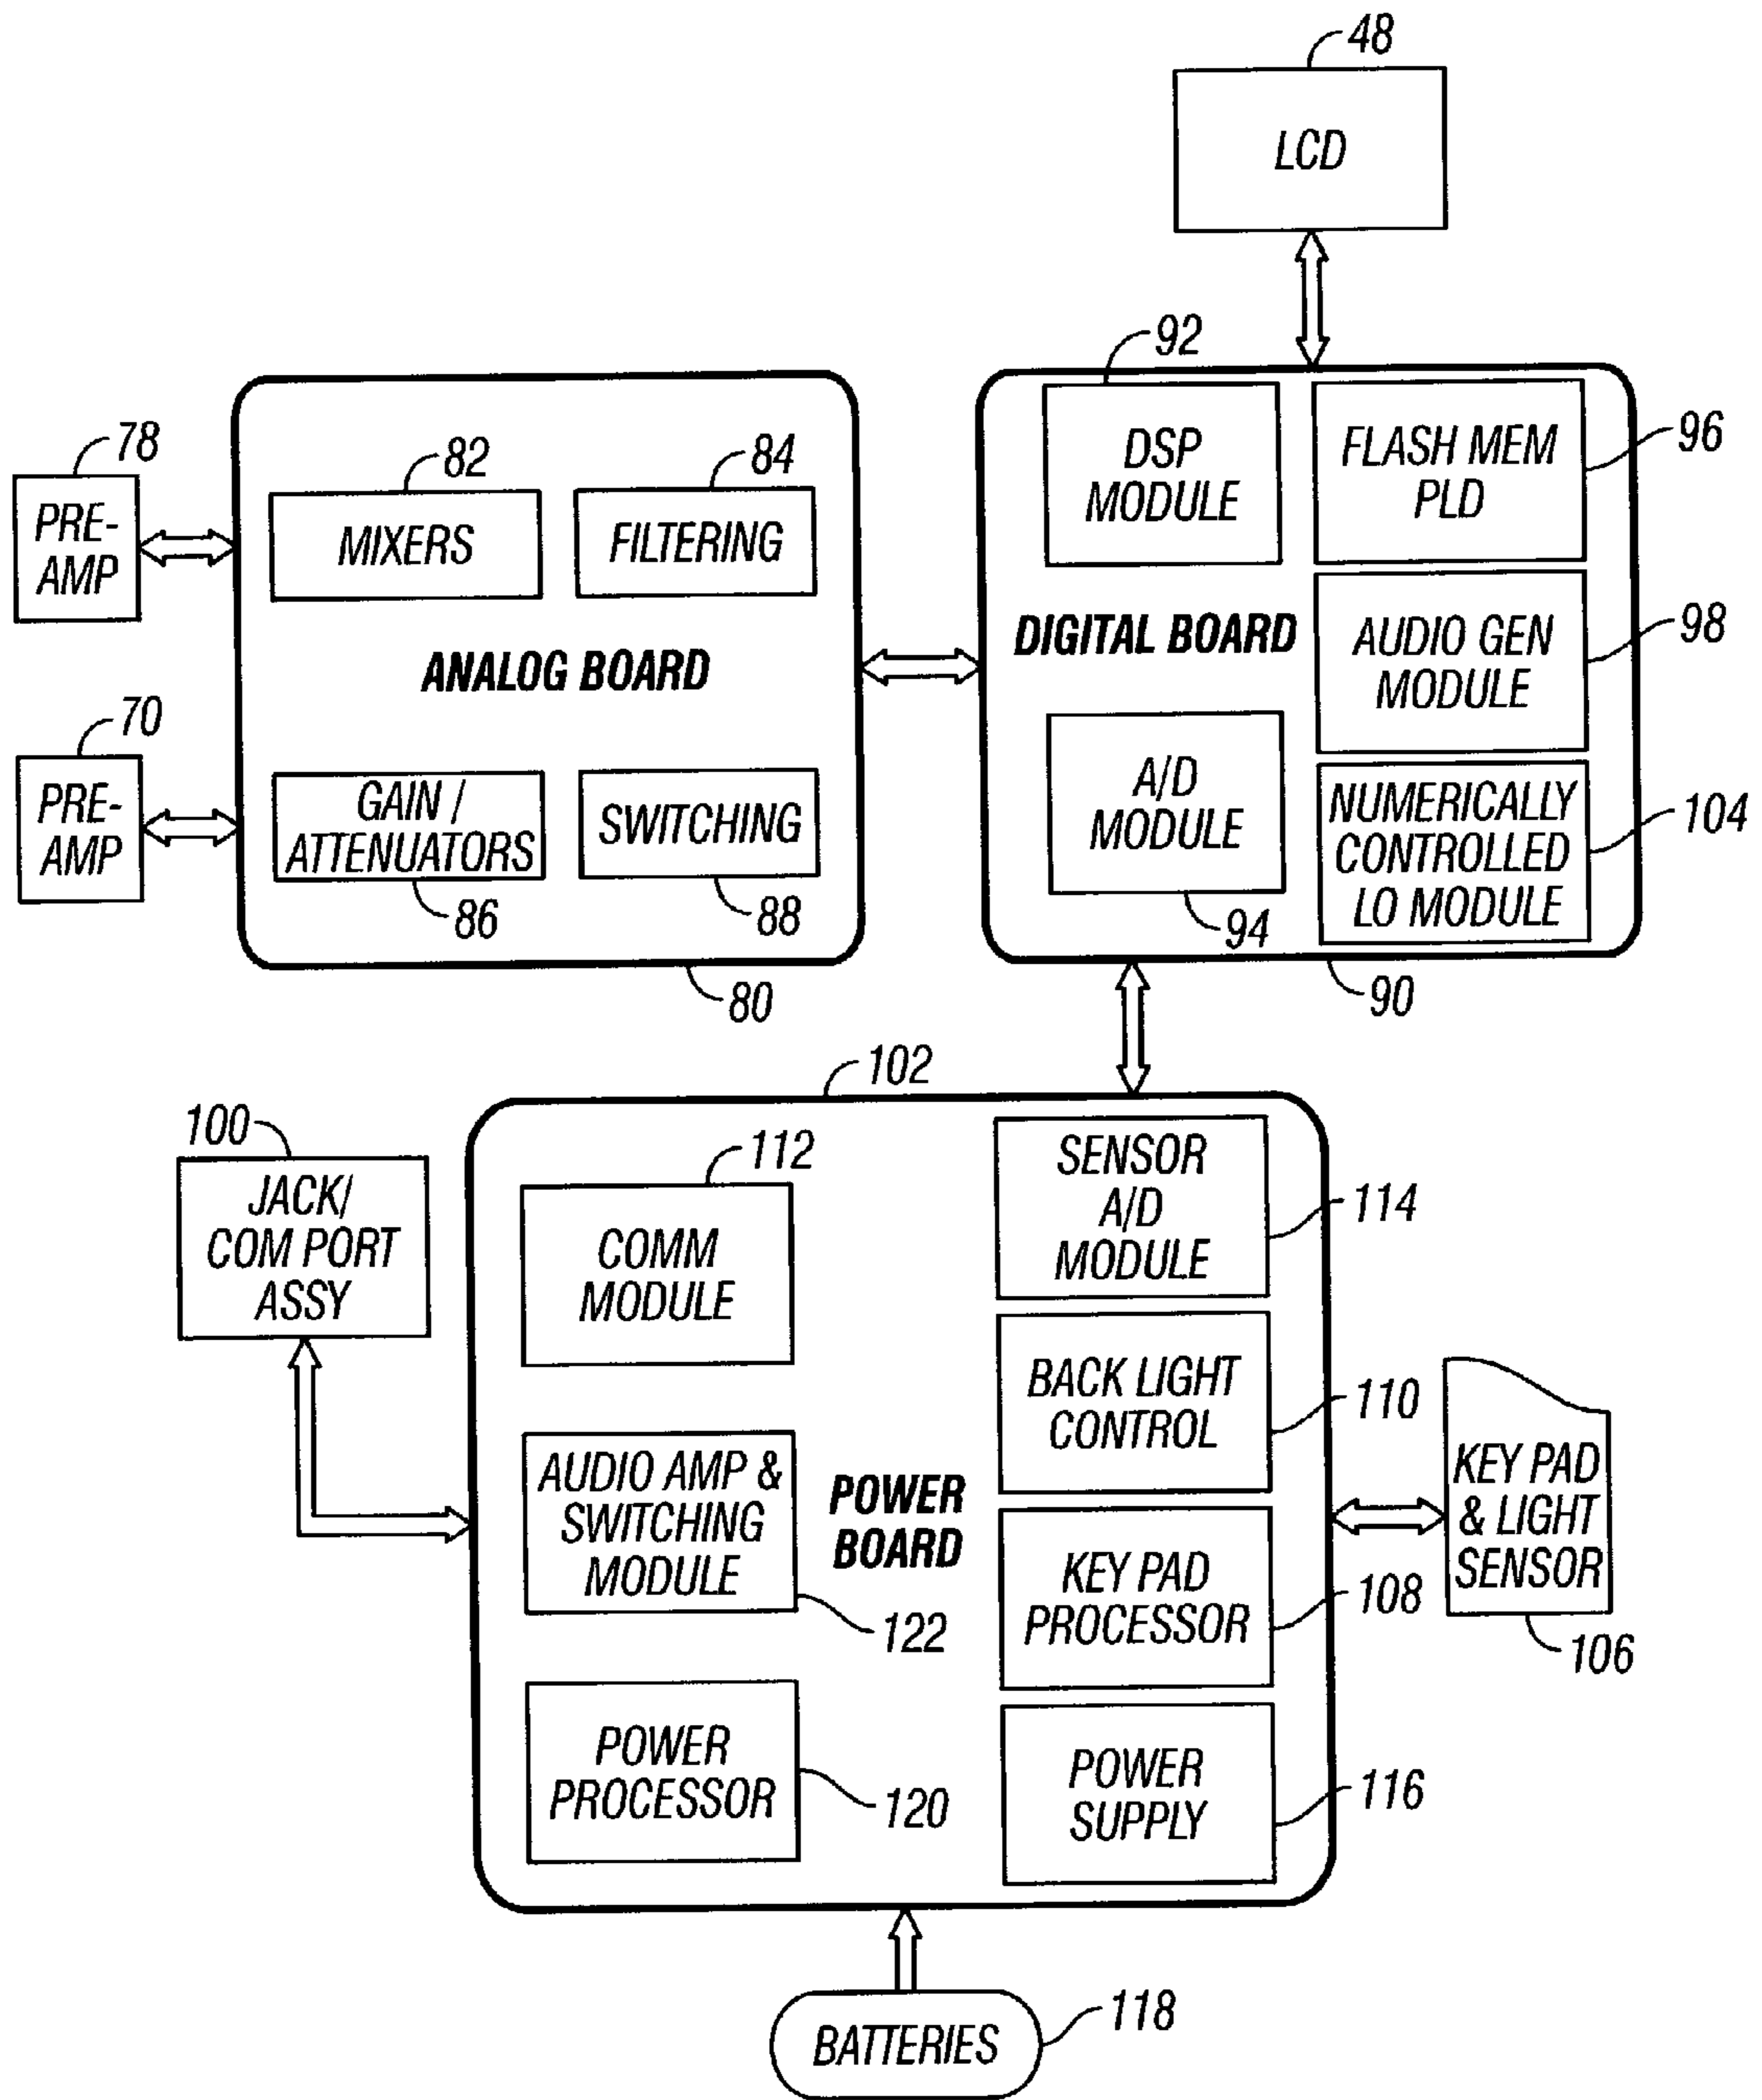 48
LCD
92
DSP
MODULE
FLASH MEM
PLD
96
78
PRE-
AMP
82
MIXERS
84
FILTERING
ANALOG BOARD
DIGITAL BOARD
AUDIO GEN
MODULE
98
70
PRE-
AMP
GAIN /
ATTENUATORS
86
SWITCHING
88
A/D
MODULE
94
NUMERICALLY
CONTROLLED
LO MODULE
104
80
90
102
100
JACK/
COM PORT
ASSY
112
COMM
MODULE
SENSOR
A/D
MODULE
114
BACK LIGHT
CONTROL
110
AUDIO AMP &
SWITCHING
MODULE
122
POWER
BOARD
KEY PAD
PROCESSOR
108
KEY PAD
& LIGHT
SENSOR
106
POWER
PROCESSOR
120
POWER
SUPPLY
116
BATTERIES
118